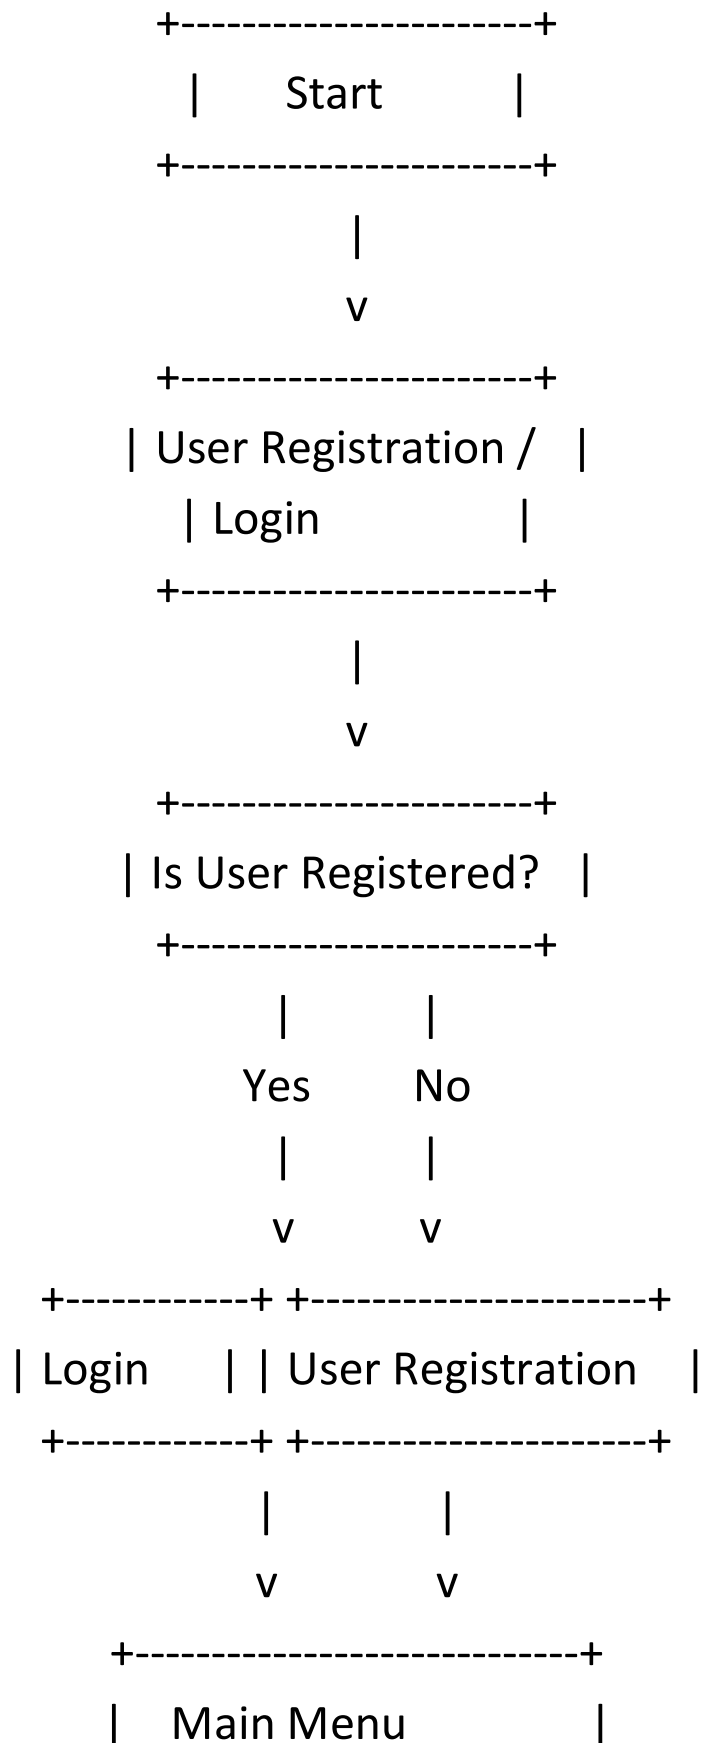 +-----------------------+
| Start |
+-----------------------+
|
v
+-----------------------+
| User Registration / |
| Login |
+-----------------------+
|
v
+-----------------------+
| Is User Registered? |
+-----------------------+
| |
Yes No
| |
v v
+------------+ +----------------------+
| Login | | User Registration |
+------------+ +----------------------+
| |
v v
+-----------------------------+
| Main Menu |